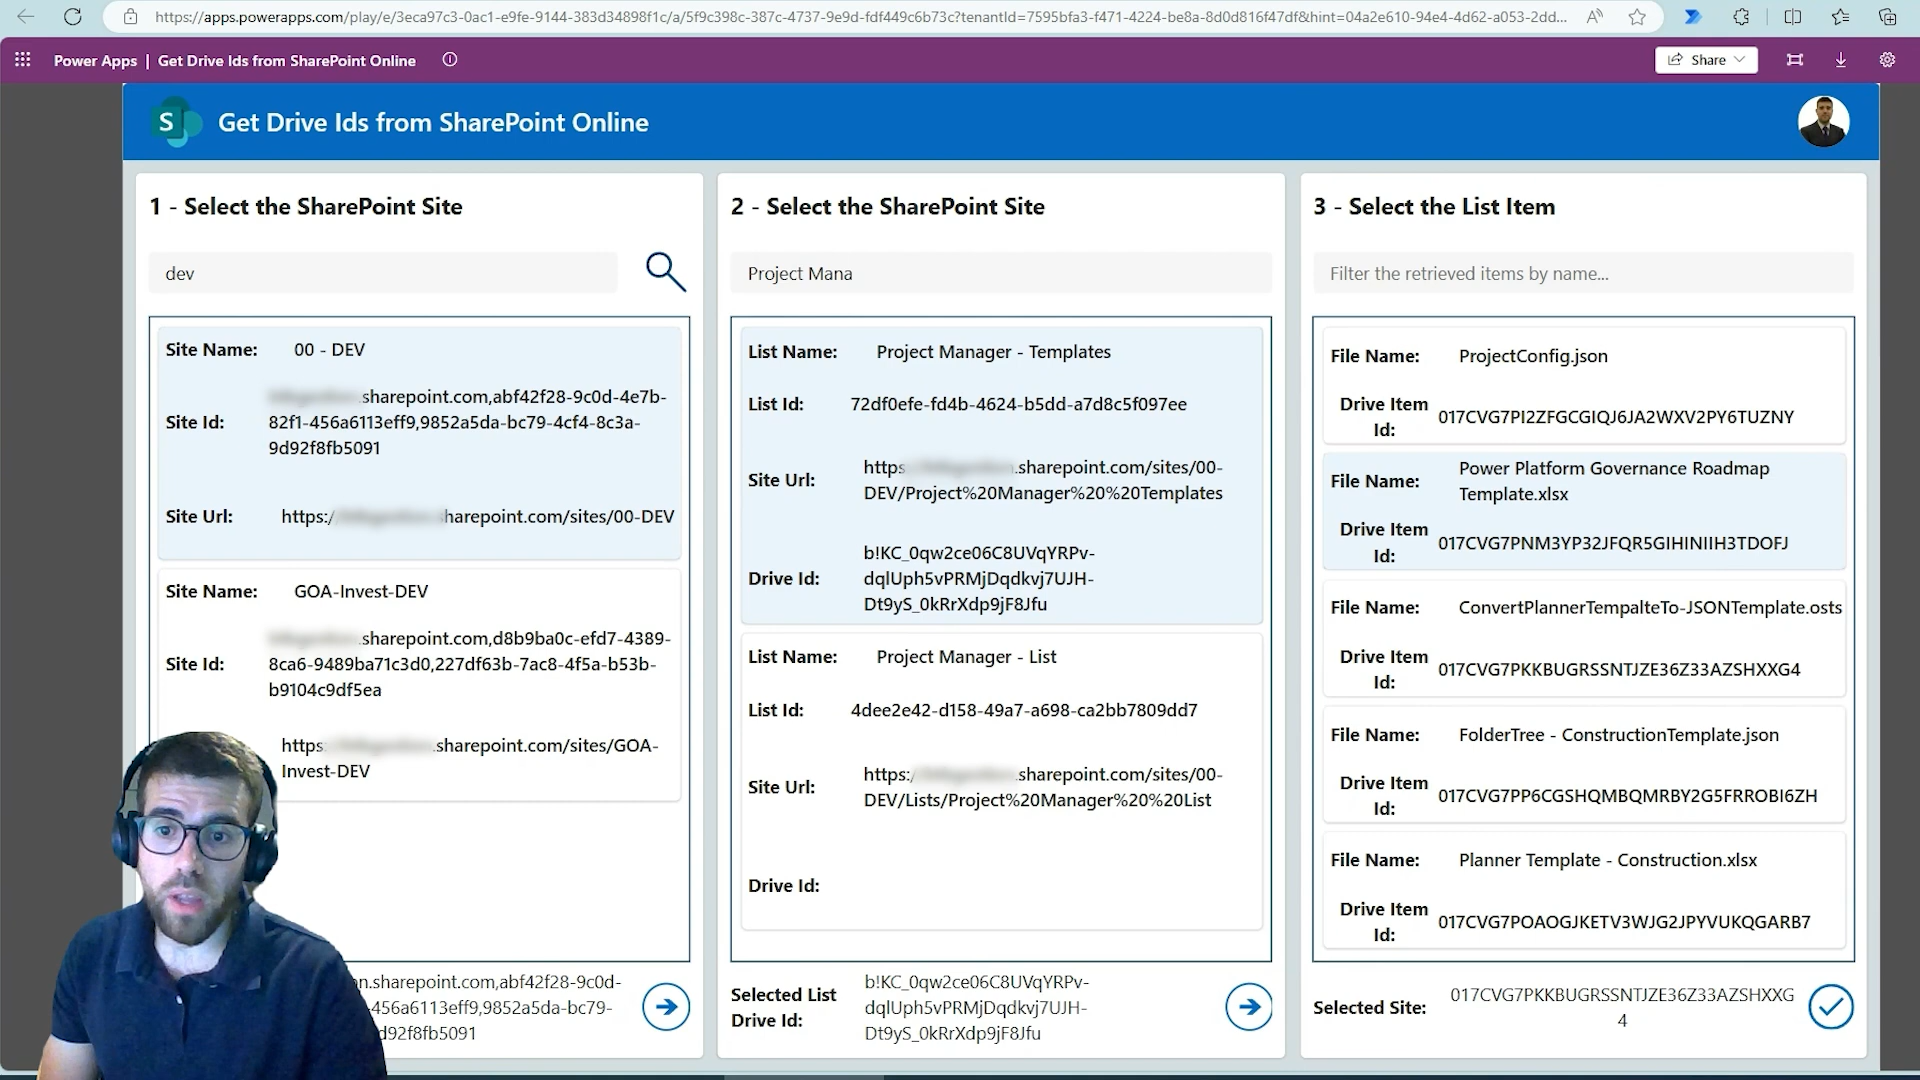 https://apps.powerapps.com/play/e/3eca97c3-0ac1-e9fe-9144-383d34898f1c/a/5f9c398c-387c-4737-9e9d-fdf449c6b73c?tenantId=7595bfa3-f471-4224-be8a-8d0d816f47df&hint=04a2e610-94e4-4d62-a053-2dd...
Power Apps | Get Drive Ids from SharePoint Online
Share
S
Get Drive Ids from SharePoint Online
1 - Select the SharePoint Site
dev
Site Name: 00 - DEV
Site Id:
.sharepoint.com,abf42f28-9c0d-4e7b-
82f1-456a6113eff9,9852a5da-bc79-4cf4-8c3a-
9d92f8fb5091
Site Url: https:/ harepoint.com/sites/00-DEV
Site Name: GOA-Invest-DEV
Site Id:
.sharepoint.com,d8b9ba0c-efd7-4389-
8ca6-9489ba71c3d0,227df63b-7ac8-4f5a-b53b-
b9104c9df5ea
https .sharepoint.com/sites/GOA-
Invest-DEV
n.sharepoint.com,abf42f28-9c0d-
-456a6113eff9,9852a5da-bc79-
d92f8fb5091
2 - Select the SharePoint Site
Project Mana
List Name: Project Manager - Templates
List Id: 72df0efe-fd4b-4624-b5dd-a7d8c5f097ee
Site Url:
https .sharepoint.com/sites/00-
DEV/Project%20Manager%20%20Templates
Drive Id:
b!KC_0qw2ce06C8UVqYRPv-
dqlUph5vPRMjDqdkvj7UJH-
Dt9yS_0kRrXdp9jF8Jfu
List Name: Project Manager - List
List Id: 4dee2e42-d158-49a7-a698-ca2bb7809dd7
Site Url:
https:/ .sharepoint.com/sites/00-
DEV/Lists/Project%20Manager%20%20List
Drive Id:
Selected List
Drive Id:
b!KC_0qw2ce06C8UVqYRPv-
dqlUph5vPRMjDqdkvj7UJH-
Dt9yS_0kRrXdp9jF8Jfu
3 - Select the List Item
Filter the retrieved items by name...
File Name: ProjectConfig.json
Drive Item
Id:
017CVG7PI2ZFGCGIQJ6JA2WXV2PY6TUZNY
File Name:
Power Platform Governance Roadmap
Template.xlsx
Drive Item
Id:
017CVG7PNM3YP32JFQR5GIHINIIH3TDOFJ
File Name: ConvertPlannerTempalteTo-JSONTemplate.osts
Drive Item
Id:
017CVG7PKKBUGRSSNTJZE36Z33AZSHXXG4
File Name: FolderTree - ConstructionTemplate.json
Drive Item
Id:
017CVG7PP6CGSHQMBQMRBY2G5FRROBI6ZH
File Name: Planner Template - Construction.xlsx
Drive Item
Id:
017CVG7POAOGJKETV3WJG2JPYVUKQGARB7
Selected Site:
017CVG7PKKBUGRSSNTJZE36Z33AZSHXXG
4